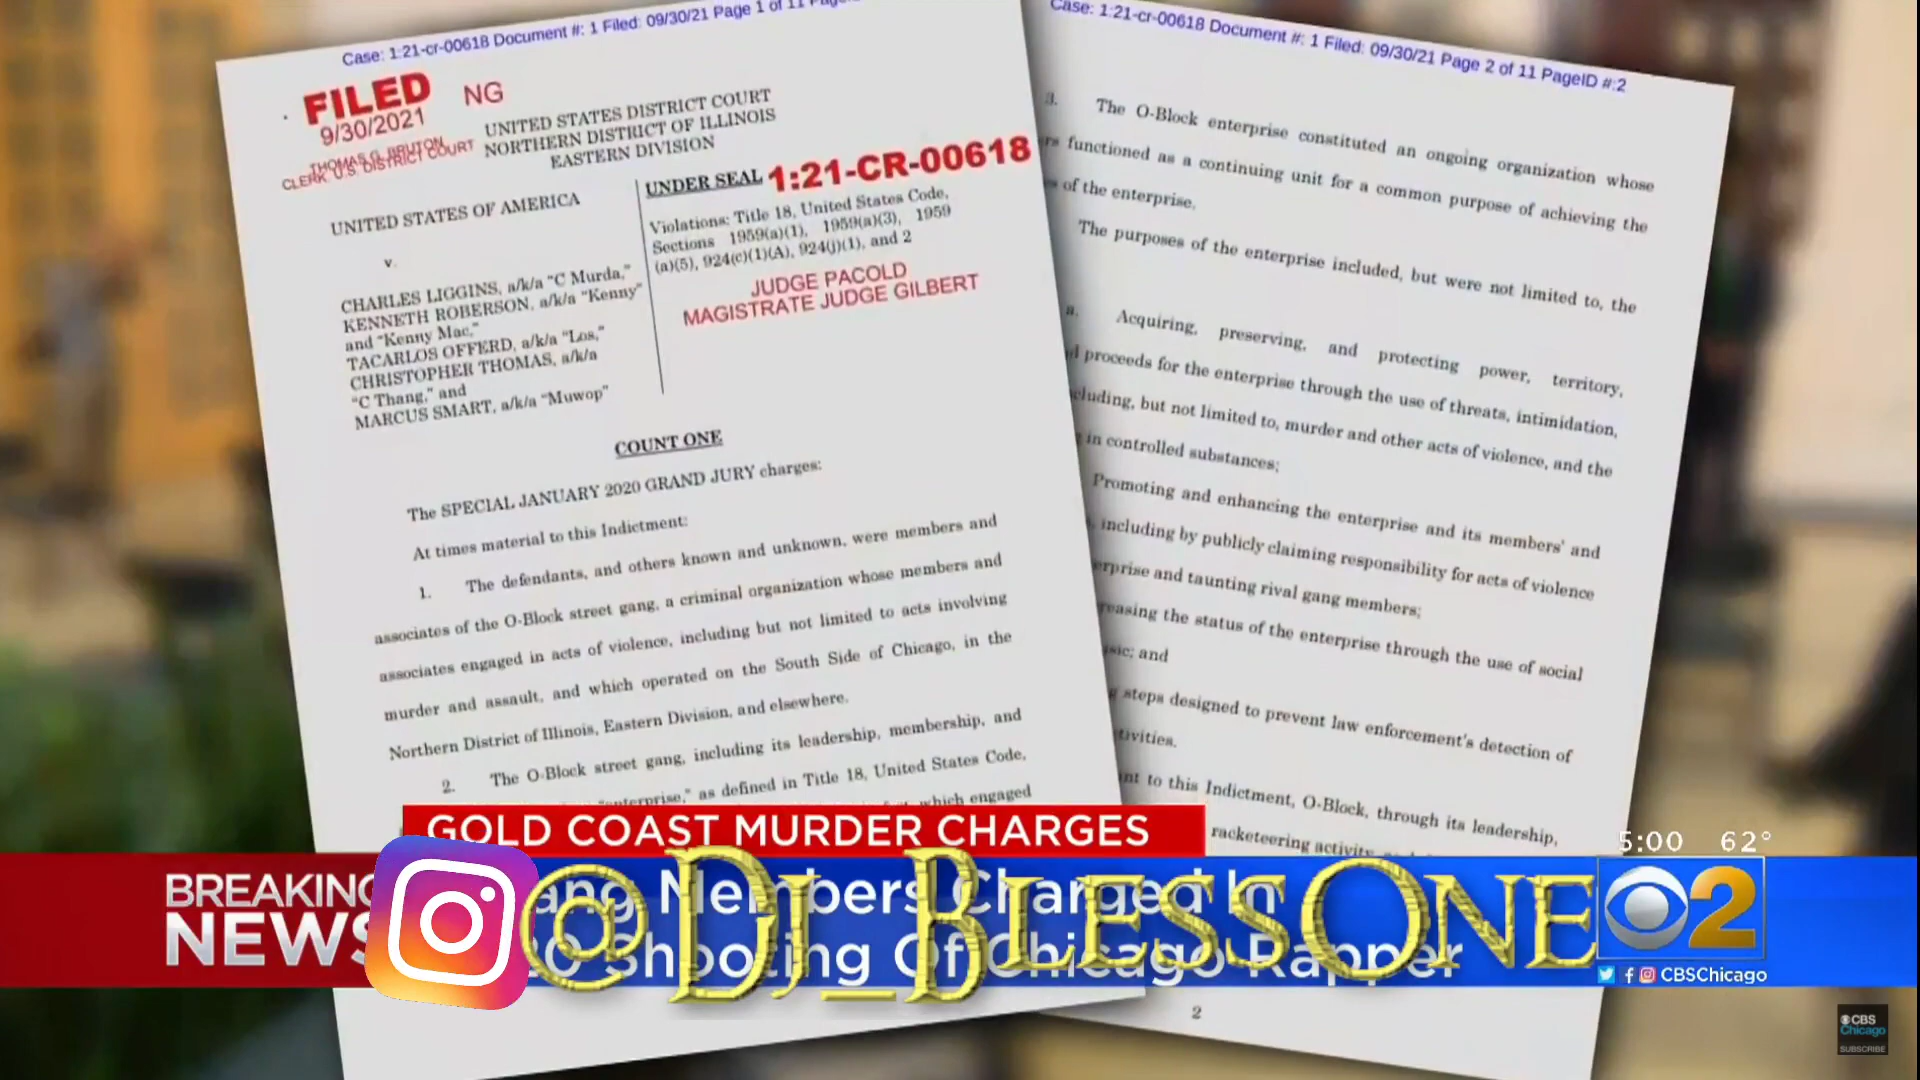 Case: 1:21-cr-00618 Document #: 1 Filed: 09/30/21 Page 1 of 11
FILED
NG
9/30/2021
THOMAS G. BRUTON
CLERK, U.S. DISTRICT COURT
UNITED STATES DISTRICT COURT
NORTHERN DISTRICT OF ILLINOIS
EASTERN DIVISION
UNITED STATES OF AMERICA
v.
CHARLES LIGGINS, a/k/a “C Murda,”
KENNETH ROBERSON, a/k/a “Kenny”
and “Kenny Mac,”
TACARLOS OFFERD, a/k/a “Los,”
CHRISTOPHER THOMAS, a/k/a
“C Thang,” and
MARCUS SMART, a/k/a “Muwop”
UNDER SEAL 1:21-CR-00618
Violations: Title 18, United States Code,
Sections 1959(a)(1), 1959(a)(3), 1959
(a)(5), 924(c)(1)(A), 924(j)(1), and 2
JUDGE PACOLD
MAGISTRATE JUDGE GILBERT
COUNT ONE
The SPECIAL JANUARY 2020 GRAND JURY charges:
At times material to this Indictment:
1. The defendants, and others known and unknown, were members and
associates of the O-Block street gang, a criminal organization whose members and
associates engaged in acts of violence, including but not limited to acts involving
murder and assault, and which operated on the South Side of Chicago, in the
Northern District of Illinois, Eastern Division, and elsewhere.
2. The O-Block street gang, including its leadership, membership, and
“enterprise,” as defined in Title 18, United States Code,
which engaged
Case: 1:21-cr-00618 Document #: 1 Filed: 09/30/21 Page 2 of 11 PageID #:2
3. The O-Block enterprise constituted an ongoing organization whose
functioned as a continuing unit for a common purpose of achieving the
of the enterprise.
The purposes of the enterprise included, but were not limited to, the
a. Acquiring, preserving, and protecting power, territory,
proceeds for the enterprise through the use of threats, intimidation,
but not limited to, murder and other acts of violence, and the
in controlled substances;
Promoting and enhancing the enterprise and its members’ and
including by publicly claiming responsibility for acts of violence
and taunting rival gang members;
the status of the enterprise through the use of social
and
steps designed to prevent law enforcement’s detection of
to this Indictment, O-Block, through its leadership,
racketeering activity
2
GOLD COAST MURDER CHARGES
BREAKING
NEWS
Members Charged In
Shooting Of Chicago Rapper
@Dj_BlessOne
5:00 62°
2
CBSChicago
CBS
Chicago
SUBSCRIBE